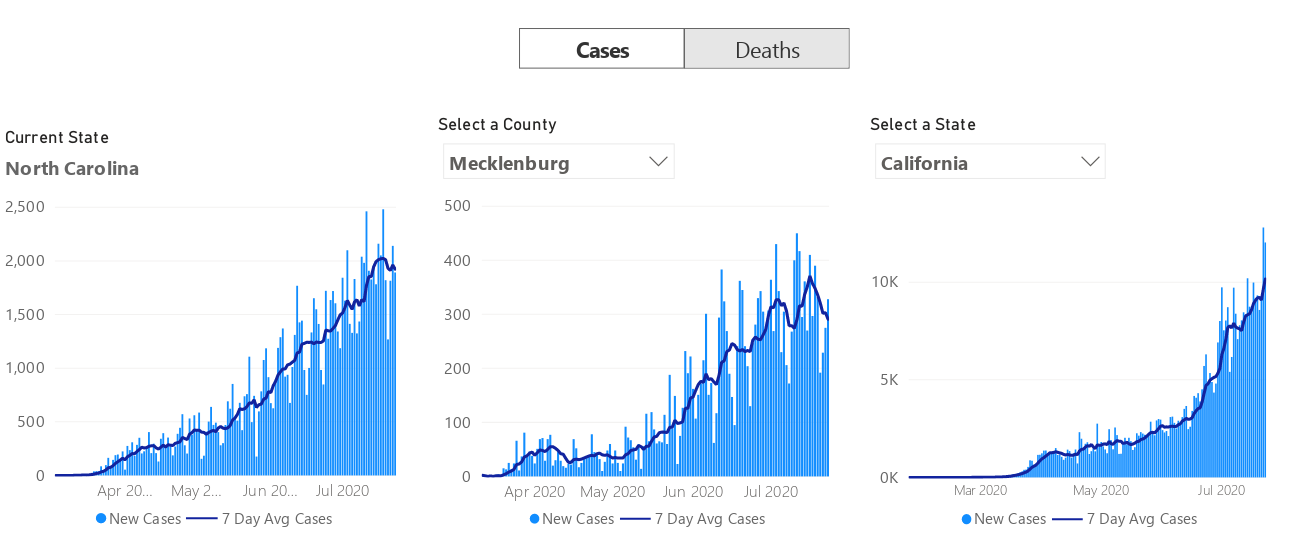 Cases Deaths
Current State
North Carolina
2,500
2,000
1,500
1,000
500
0
Apr 20... May 2... Jun 20... Jul 2020
New Cases 7 Day Avg Cases
Select a County
Mecklenburg
500
400
300
200
100
0
Apr 2020 May 2020 Jun 2020 Jul 2020
New Cases 7 Day Avg Cases
Select a State
California
10K
5K
0K
Mar 2020 May 2020 Jul 2020
New Cases 7 Day Avg Cases